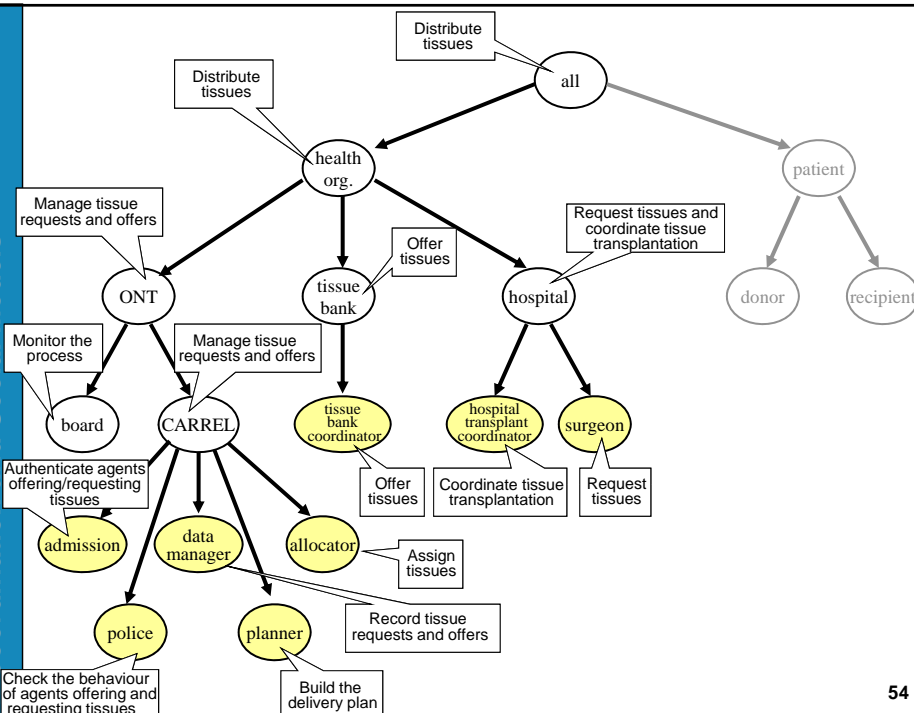 Distribute
tissues
all
Distribute
tissues
health
org.
patient
Manage tissue
requests and offers
Request tissues and
coordinate tissue
transplantation
Offer
tissues
ONT
tissue
bank
hospital
donor
recipient
Monitor the
process
Manage tissue
requests and offers
board
CARREL
tissue
bank
coordinator
hospital
transplant
coordinator
surgeon
Authenticate agents
offering/requesting
tissues
Offer
tissues
Coordinate tissue
transplantation
Request
tissues
admission
data
manager
allocator
Assign
tissues
Record tissue
requests and offers
police
planner
Check the behaviour
of agents offering and
requesting tissues
Build the
delivery plan
54